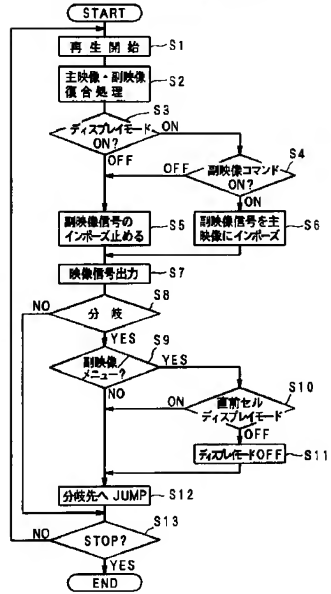 START
再生開始
S1
主映像・副映像
復合処理
S2
S3
ディスプレイモード
ON?
ON
OFF
S4
副映像コマンド
ON?
OFF
ON
副映像信号の
インポーズ止める
S5
副映像信号を主
映像にインポーズ
S6
映像信号出力
S7
S8
分岐
NO
YES
S9
副映像
メニュー?
YES
NO
S10
直前セル
ディスプレイモード
ON
OFF
ディスプレイモードOFF
S11
分岐先へJUMP
S12
S13
STOP?
NO
YES
END